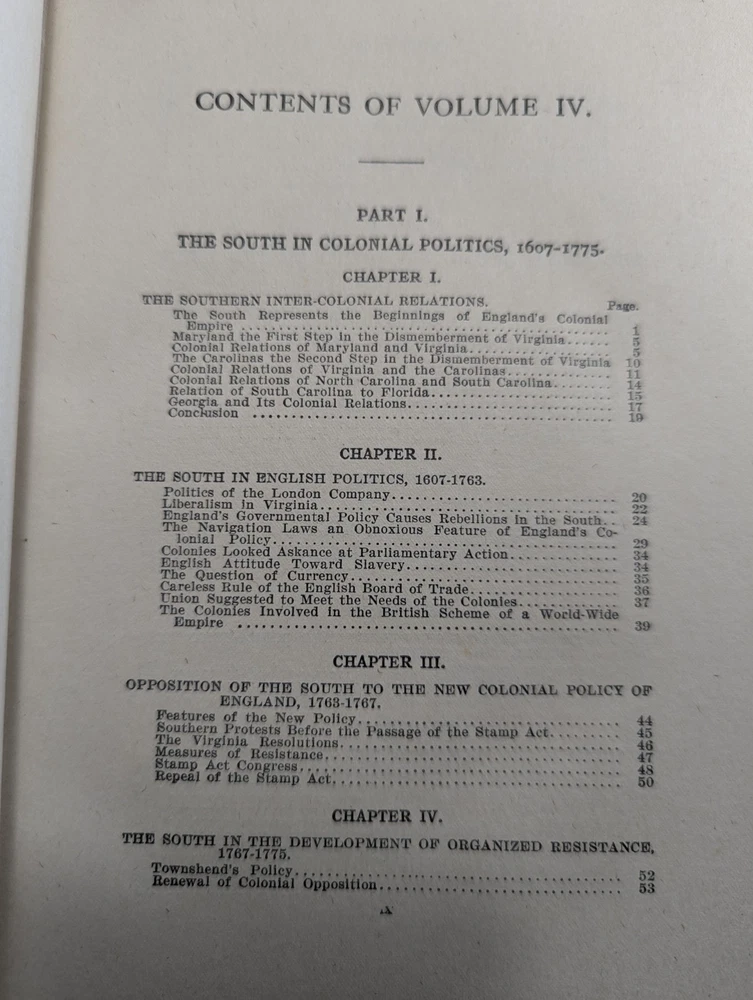 CONTENTS OF VOLUME IV.
PART I.
THE SOUTH IN COLONIAL POLITICS, 1607-1775.
CHAPTER I.
THE SOUTHERN INTER-COLONIAL RELATIONS. Page.
The South Represents the Beginnings of England's Colonial
Empire ........................................ 1
Maryland the First Step in the Dismemberment of Virginia...... 5
Colonial Relations of Maryland and Virginia.................. 5
The Carolinas the Second Step in the Dismemberment of Virginia 10
Colonial Relations of Virginia and the Carolinas............. 11
Colonial Relations of North Carolina and South Carolina....... 14
Relation of South Carolina to Florida....................... 15
Georgia and Its Colonial Relations.......................... 17
Conclusion ............................................ 19
CHAPTER II.
THE SOUTH IN ENGLISH POLITICS, 1607-1763.
Politics of the London Company............................ 20
Liberalism in Virginia..................................... 22
England's Governmental Policy Causes Rebellions in the South.. 24
The Navigation Laws an Obnoxious Feature of England's Co-
lonial Policy.......................................... 29
Colonies Looked Askance at Parliamentary Action............. 34
English Attitude Toward Slavery........................... 34
The Question of Currency.................................. 35
Careless Rule of the English Board of Trade.................. 36
Union Suggested to Meet the Needs of the Colonies............ 37
The Colonies Involved in the British Scheme of a World-Wide
Empire ............................................. 39
CHAPTER III.
OPPOSITION OF THE SOUTH TO THE NEW COLONIAL POLICY OF
ENGLAND, 1763-1767.
Features of the New Policy................................. 44
Southern Protests Before the Passage of the Stamp Act......... 45
The Virginia Resolutions................................... 46
Measures of Resistance.................................... 47
Stamp Act Congress....................................... 48
Repeal of the Stamp Act................................... 50
CHAPTER IV.
THE SOUTH IN THE DEVELOPMENT OF ORGANIZED RESISTANCE,
1767-1775.
Townshend's Policy........................................ 52
Renewal of Colonial Opposition.............................. 53